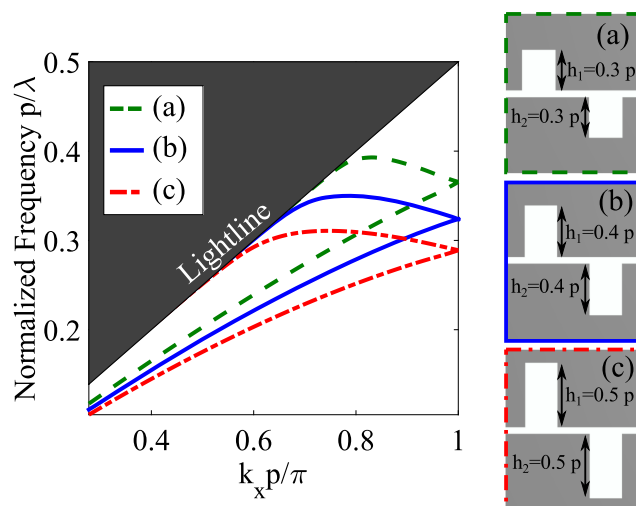 Normalized Frequency p/λ
0.5
0.4
0.3
0.2
(a)
(b)
(c)
Lightline
0.4
0.6
0.8
1
kₓp/π
(a)
h₁=0.3 p
h₂=0.3 p
(b)
h₁=0.4 p
h₂=0.4 p
(c)
h₁=0.5 p
h₂=0.5 p